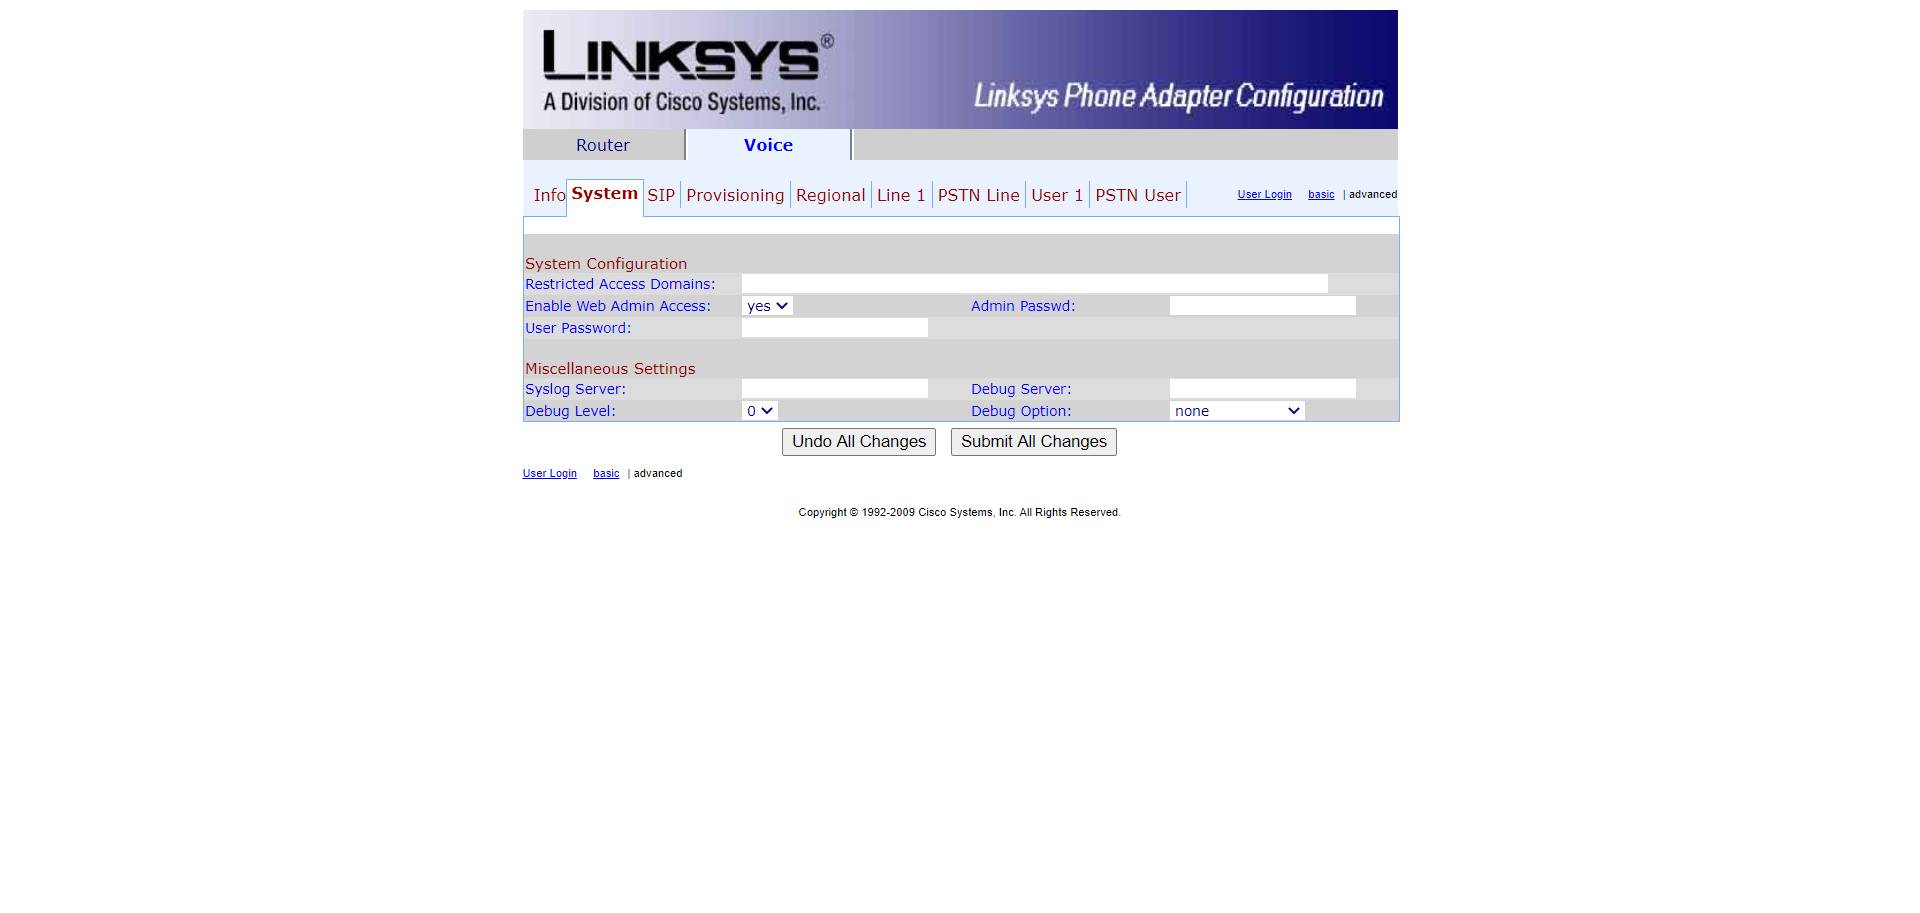 LINKSYS®
A Division of Cisco Systems, Inc.
Linksys Phone Adapter Configuration
Router Voice
Info System SIP Provisioning Regional Line 1 PSTN Line User 1 PSTN User User Login basic | advanced
System Configuration
Restricted Access Domains:
Enable Web Admin Access: yes Admin Passwd:
User Password:
Miscellaneous Settings
Syslog Server: Debug Server:
Debug Level: 0 Debug Option: none
Undo All Changes Submit All Changes
User Login basic | advanced
Copyright © 1992-2009 Cisco Systems, Inc. All Rights Reserved.